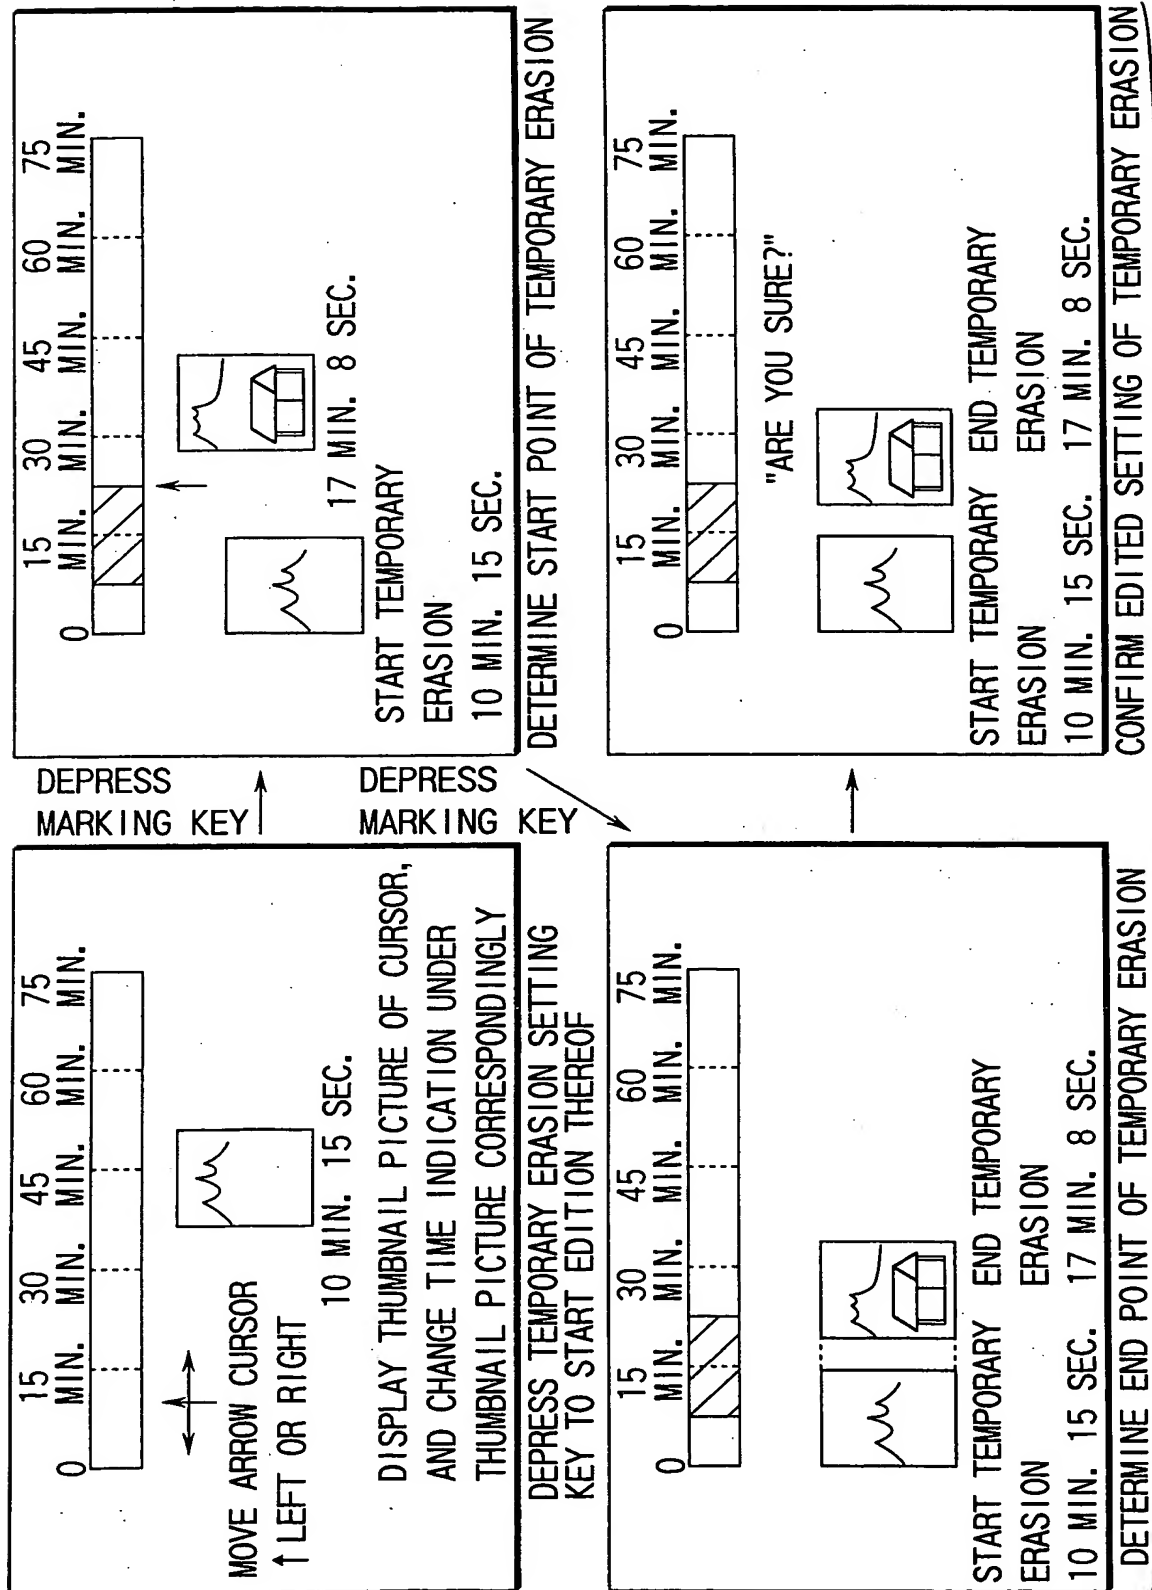 0 15 30 45 60 75
MIN. MIN. MIN. MIN. MIN.
MOVE ARROW CURSOR
↑ LEFT OR RIGHT
10 MIN. 15 SEC.
DISPLAY THUMBNAIL PICTURE OF CURSOR,
AND CHANGE TIME INDICATION UNDER
THUMBNAIL PICTURE CORRESPONDINGLY
DEPRESS TEMPORARY ERASION SETTING
KEY TO START EDITION THEREOF
DEPRESS
MARKING KEY
0 15 30 45 60 75
MIN. MIN. MIN. MIN. MIN.
17 MIN. 8 SEC.
START TEMPORARY
ERASION
10 MIN. 15 SEC.
DETERMINE START POINT OF TEMPORARY ERASION
DEPRESS
MARKING KEY
0 15 30 45 60 75
MIN. MIN. MIN. MIN. MIN.
START TEMPORARY END TEMPORARY
ERASION ERASION
10 MIN. 15 SEC. 17 MIN. 8 SEC.
DETERMINE END POINT OF TEMPORARY ERASION
0 15 30 45 60 75
MIN. MIN. MIN. MIN. MIN.
"ARE YOU SURE?"
START TEMPORARY END TEMPORARY
ERASION ERASION
10 MIN. 15 SEC. 17 MIN. 8 SEC.
CONFIRM EDITED SETTING OF TEMPORARY ERASION